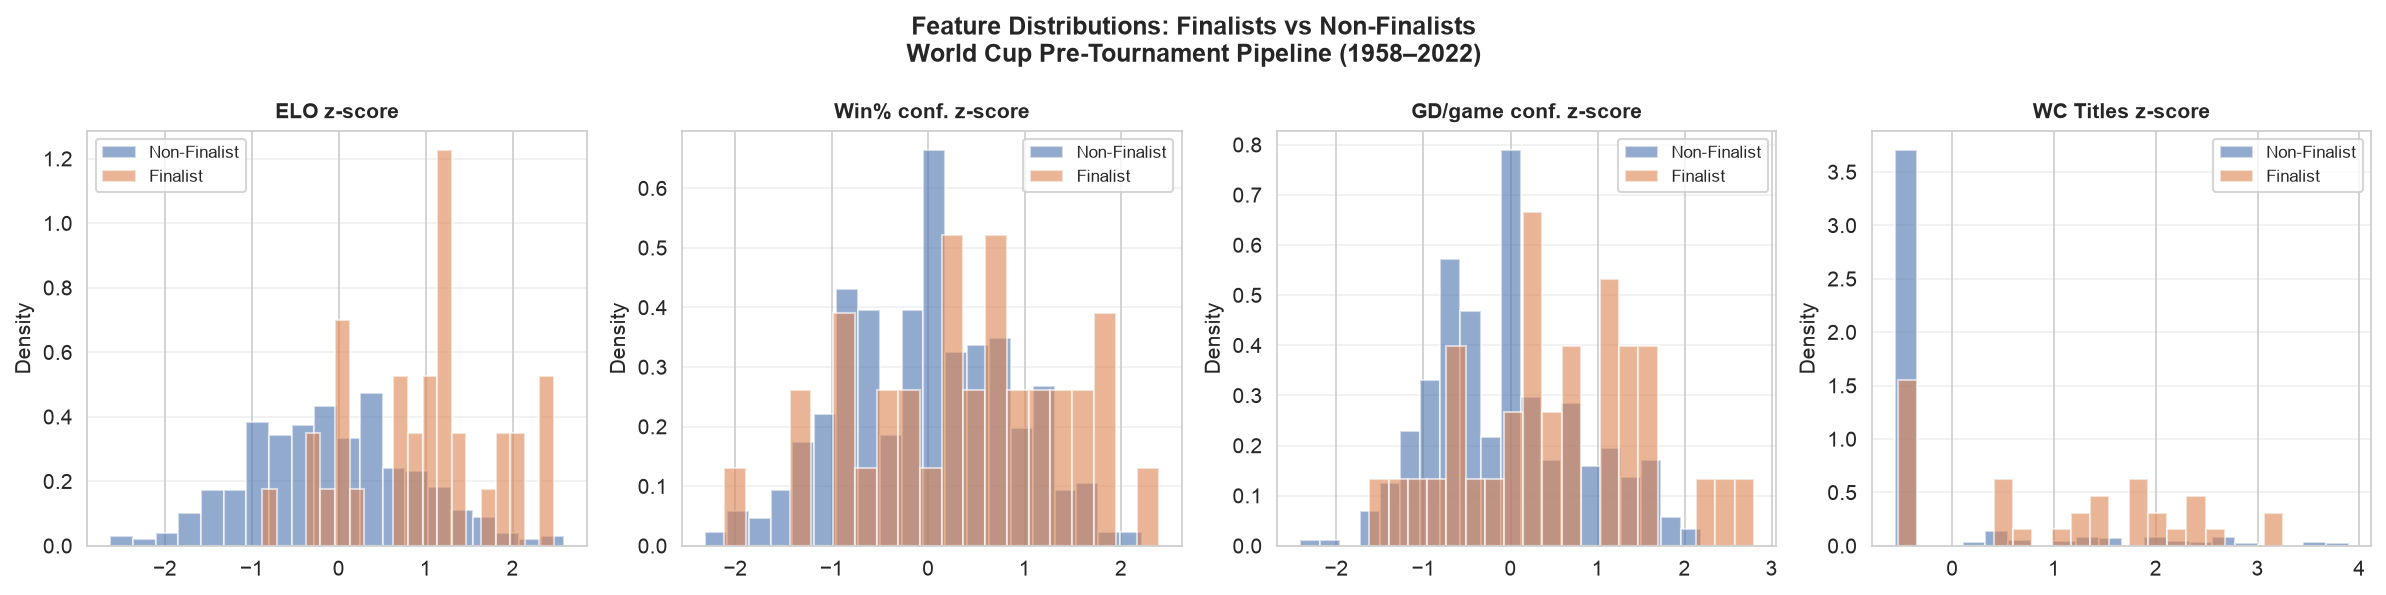 Feature Distributions: Finalists vs Non-Finalists
World Cup Pre-Tournament Pipeline (1958–2022)
ELO z-score
Non-Finalist
Finalist
Density
1.2
1.0
0.8
0.6
0.4
0.2
0.0
−2
−1
0
1
2
Win% conf. z-score
Non-Finalist
Finalist
Density
0.6
0.5
0.4
0.3
0.2
0.1
0.0
−2
−1
0
1
2
GD/game conf. z-score
Non-Finalist
Finalist
Density
0.8
0.7
0.6
0.5
0.4
0.3
0.2
0.1
0.0
−2
−1
0
1
2
3
WC Titles z-score
Non-Finalist
Finalist
Density
3.5
3.0
2.5
2.0
1.5
1.0
0.5
0.0
0
1
2
3
4